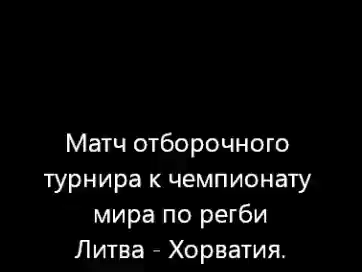 Матч отборочного
турнира к чемпионату
мира по регби
Литва - Хорватия.